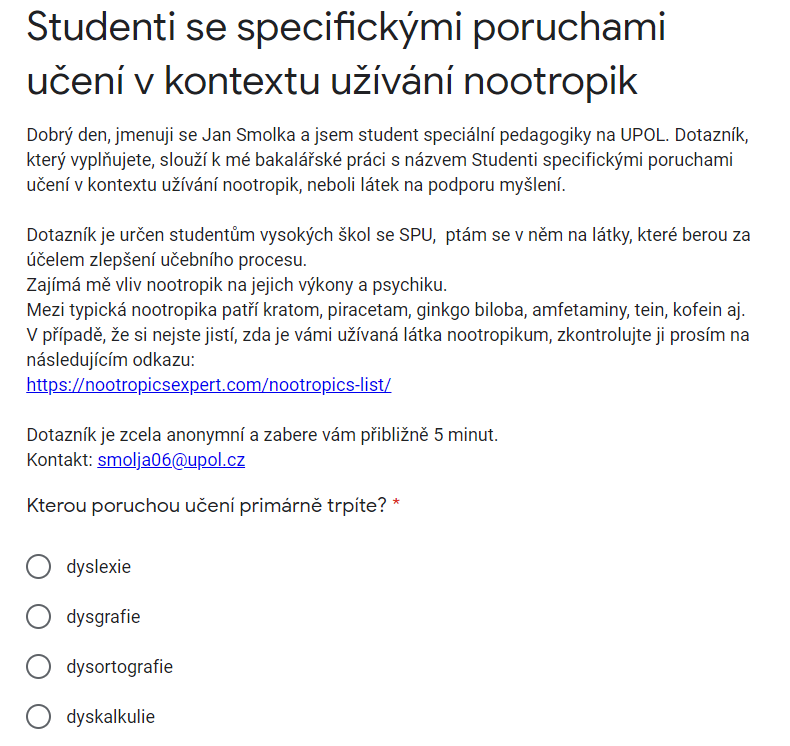 Studenti se specifickými poruchami
učení v kontextu užívání nootropik
Dobrý den, jmenuji se Jan Smolka a jsem student speciální pedagogiky na UPOL. Dotazník,
který vyplňujete, slouží k mé bakalářské práci s názvem Studenti specifickými poruchami
učení v kontextu užívání nootropik, neboli látek na podporu myšlení.
Dotazník je určen studentům vysokých škol se SPU,  ptám se v něm na látky, které berou za
účelem zlepšení učebního procesu.
Zajímá mě vliv nootropik na jejich výkony a psychiku.
Mezi typická nootropika patří kratom, piracetam, ginkgo biloba, amfetaminy, tein, kofein aj.
V případě, že si nejste jistí, zda je vámi užívaná látka nootropikum, zkontrolujte ji prosím na
následujícím odkazu:
https://nootropicsexpert.com/nootropics-list/
Dotazník je zcela anonymní a zabere vám přibližně 5 minut.
Kontakt: smolja06@upol.cz
Kterou poruchou učení primárně trpíte? *
dyslexie
dysgrafie
dysortografie
dyskalkulie